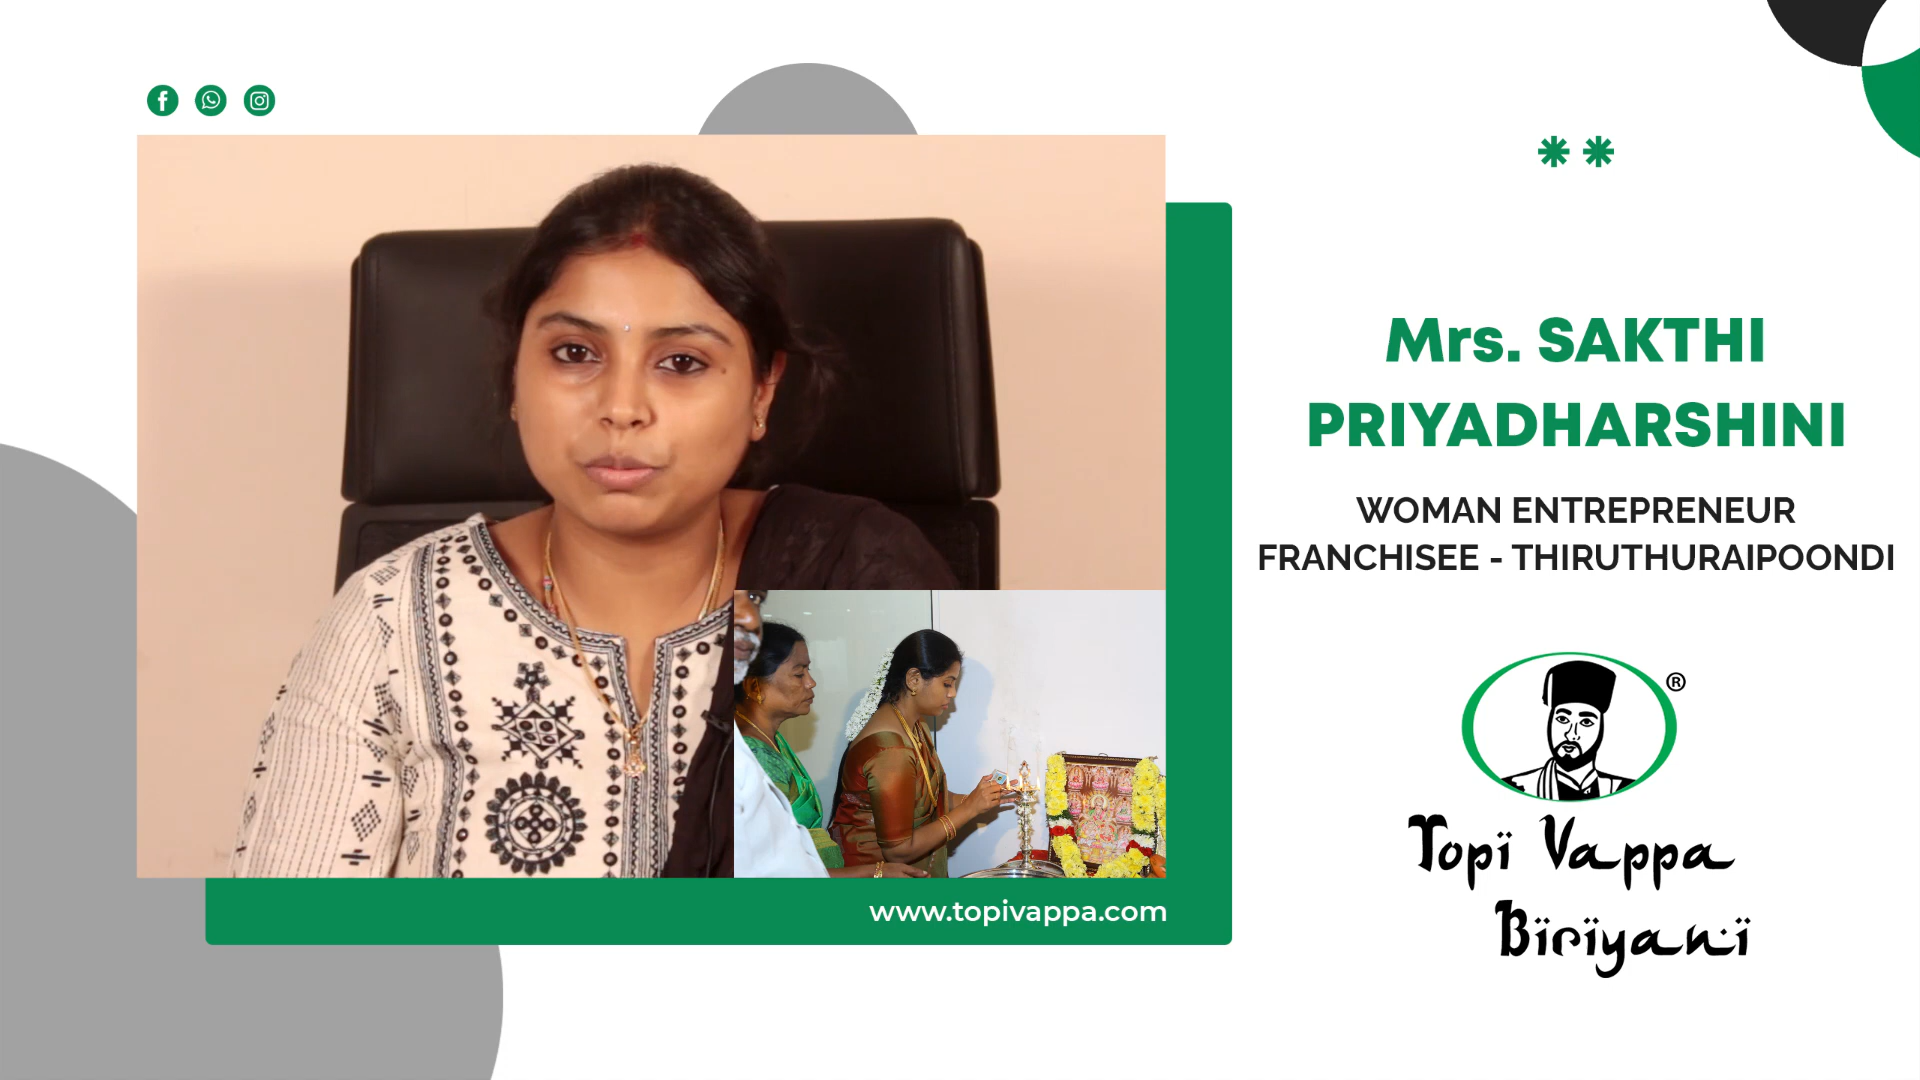 Mrs. SAKTHI
PRIYADHARSHINI
WOMAN ENTREPRENEUR
FRANCHISEE - THIRUTHURAIPOONDI
®
Topi Vappa
Biriyani
www.topivappa.com